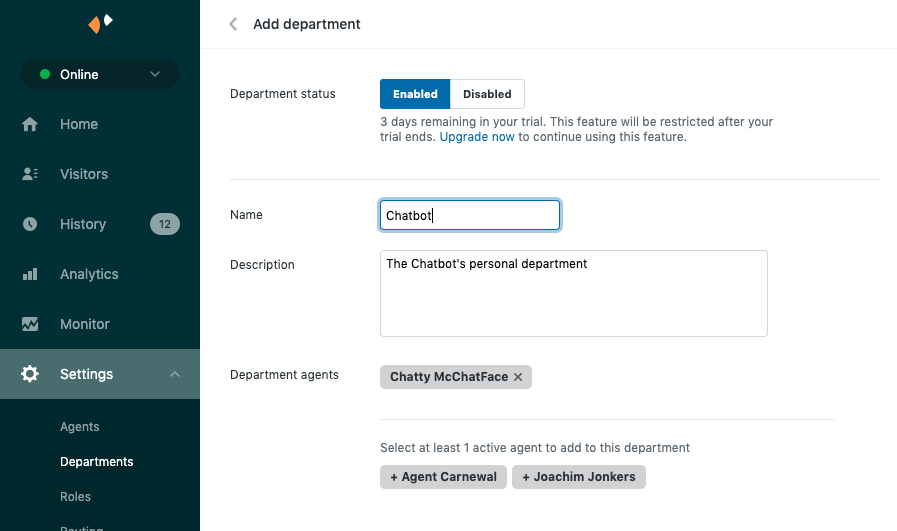 Add department
Online
Home
Visitors
History 12
Analytics
Monitor
Settings
Agents
Departments
Roles
Routing
Department status
Enabled Disabled
3 days remaining in your trial. This feature will be restricted after your
trial ends. Upgrade now to continue using this feature.
Name
Chatbot
Description
The Chatbot's personal department
Department agents
Chatty McChatFace ×
Select at least 1 active agent to add to this department
+ Agent Carnewal + Joachim Jonkers